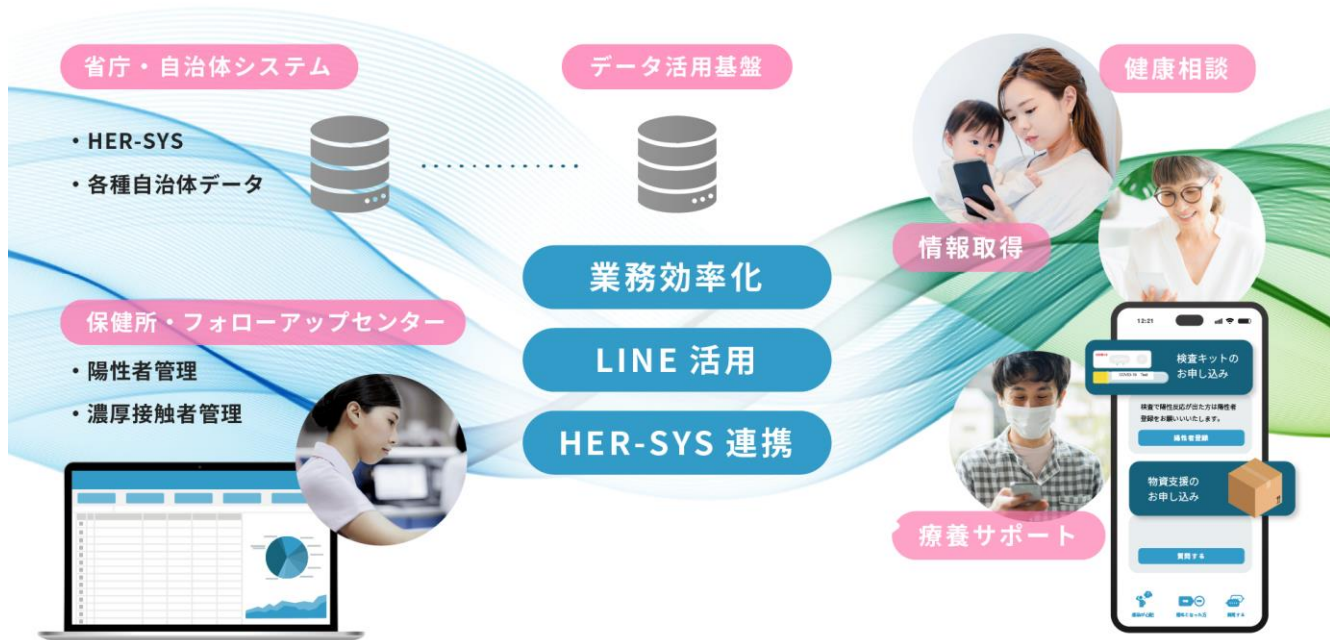 省庁・自治体システム
・HER-SYS
・各種自治体データ
データ活用基盤
健康相談
情報取得
業務効率化
LINE 活用
HER-SYS 連携
保健所・フォローアップセンター
・陽性者管理
・濃厚接触者管理
療養サポート
12:21
検査キットの
お申し込み
COVID-19 Test
検査で陽性反応が出た方は陽性者
登録をお願いいたします。
陽性者登録
物資支援の
お申し込み
質問する